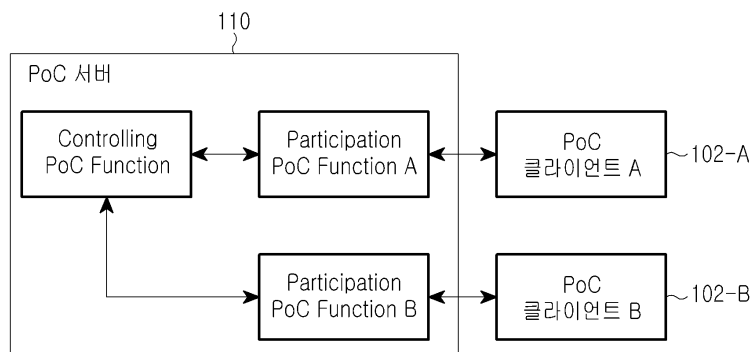 110
PoC 서버
Controlling
PoC Function
Participation
PoC Function A
PoC
클라이언트 A
102-A
Participation
PoC Function B
PoC
클라이언트 B
102-B